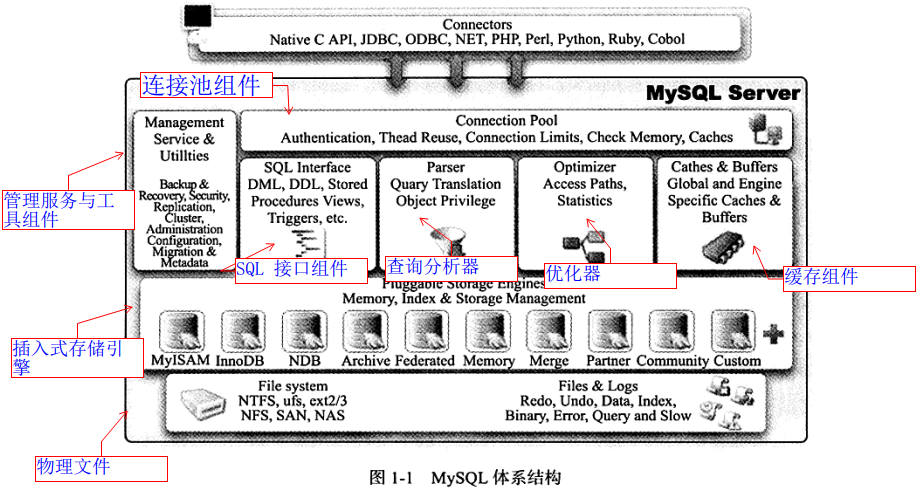 Connectors
Native C API, JDBC, ODBC, NET, PHP, Perl, Python, Ruby, Cobol
连接池组件
MySQL Server
Connection Pool
Authentication, Thead Reuse, Connection Limits, Check Memory, Caches
Management
Service &
Utillties
Backup &
Recovery, Security,
Replication,
Cluster,
Administration
Configuration,
Migration &
Metadata
管理服务与工
具组件
SQL Interface
DML, DDL, Stored
Procedures Views,
Triggers, etc.
SQL 接口组件
Parser
Quary Translation
Object Privilege
查询分析器
Optimizer
Access Paths,
Statistics
优化器
Cathes & Buffers
Global and Engine
Specific Caches &
Buffers
缓存组件
Pluggable Storage Engines
Memory, Index & Storage Management
插入式存储引
擎
MyISAM InnoDB NDB Archive Federated Memory Merge Partner Community Custom
File system
NTFS, ufs, ext2/3
NFS, SAN, NAS
Files & Logs
Redo, Undo, Data, Index,
Binary, Error, Query and Slow
物理文件
图 1-1 MySQL 体系结构